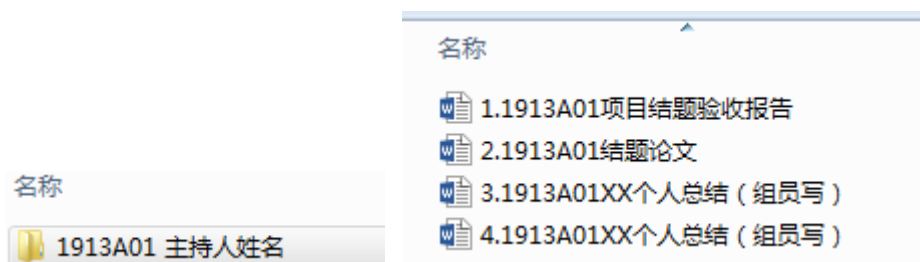 名称
1913A01 主持人姓名
名称
1.1913A01项目结题验收报告
2.1913A01结题论文
3.1913A01XX个人总结（组员写）
4.1913A01XX个人总结（组员写）